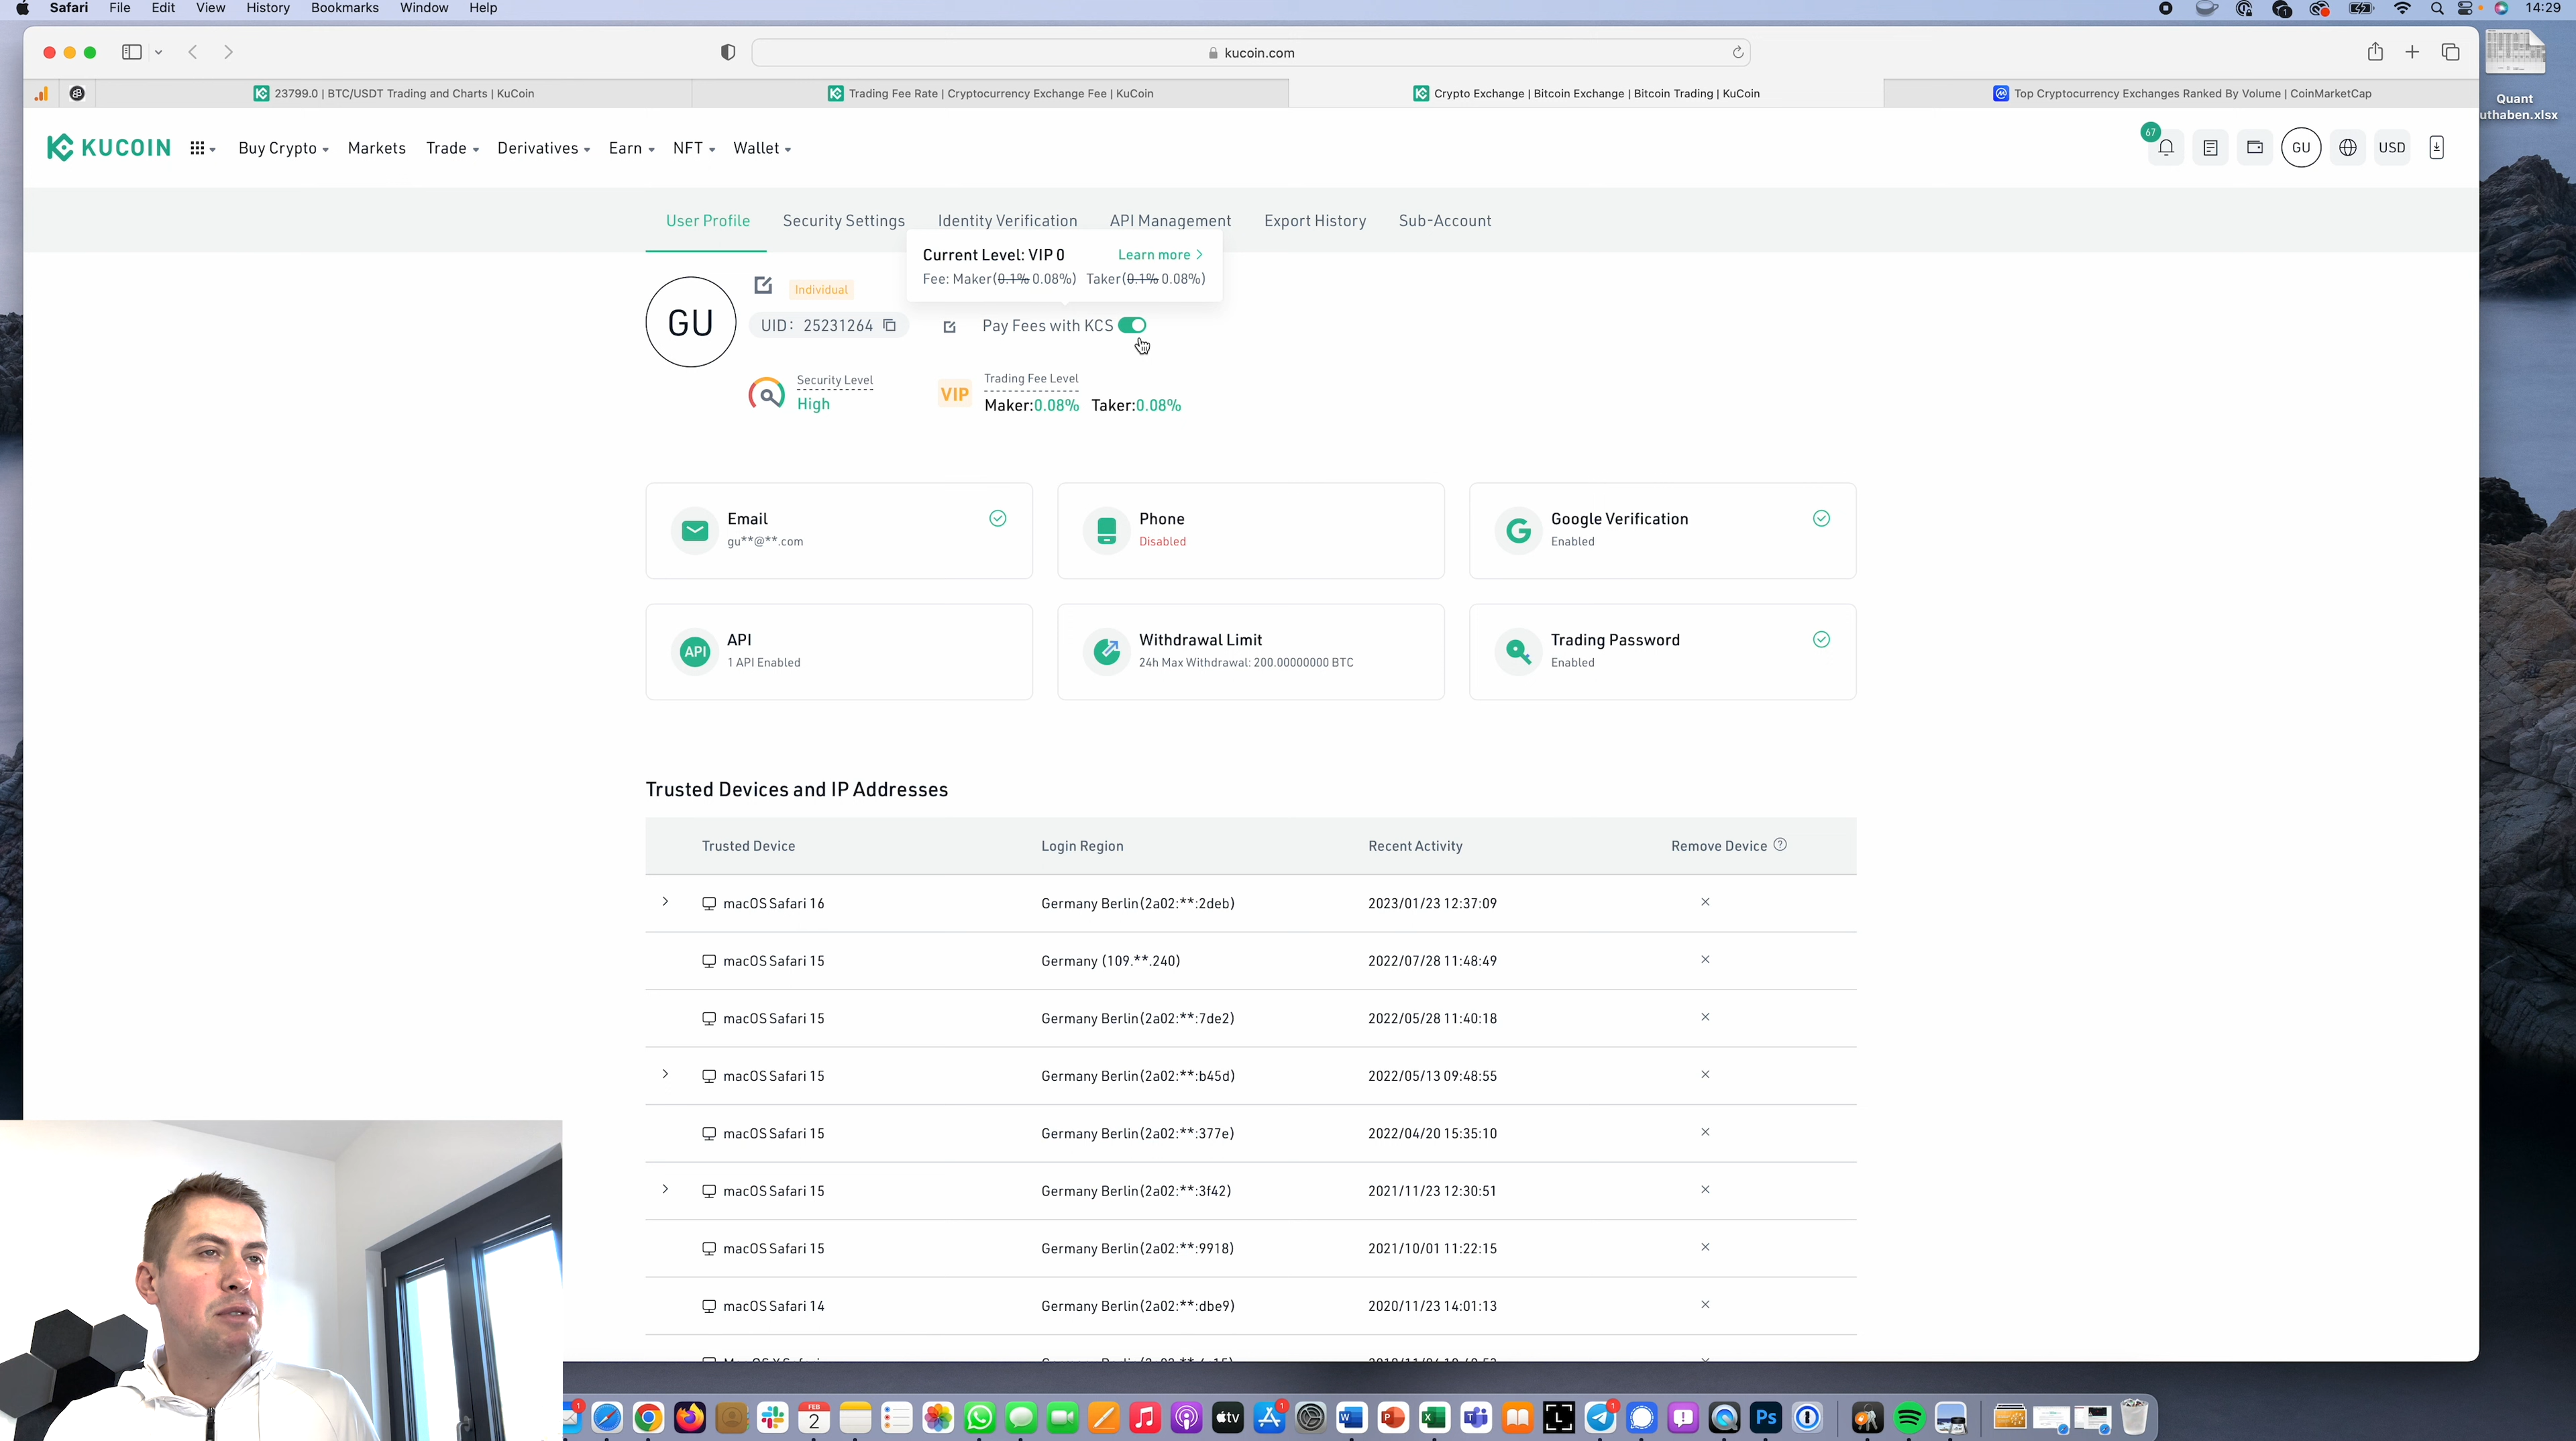 Safari File Edit View History Bookmarks Window Help 14:29
kucoin.com
23799.0 | BTC/USDT Trading and Charts | KuCoin Trading Fee Rate | Cryptocurrency Exchange Fee | KuCoin Crypto Exchange | Bitcoin Exchange | Bitcoin Trading | KuCoin Top Cryptocurrency Exchanges Ranked By Volume | CoinMarketCap
Quant
uthaben.xlsx
KUCOIN Buy Crypto Markets Trade Derivatives Earn NFT Wallet 67 GU USD
User Profile Security Settings Identity Verification API Management Export History Sub-Account
Current Level: VIP 0 Learn more >
Fee: Maker(0.1% 0.08%) Taker(0.1% 0.08%)
GU
Individual
UID: 25231264 Pay Fees with KCS
Security Level
High
VIP
Trading Fee Level
Maker:0.08% Taker:0.08%
Email
gu**@**.com
Phone
Disabled
Google Verification
Enabled
API
API
1 API Enabled
Withdrawal Limit
24h Max Withdrawal: 200.00000000 BTC
Trading Password
Enabled
Trusted Devices and IP Addresses
Trusted Device Login Region Recent Activity Remove Device
macOS Safari 16 Germany Berlin(2a02:**:2deb) 2023/01/23 12:37:09
macOS Safari 15 Germany (109.**.240) 2022/07/28 11:48:49
macOS Safari 15 Germany Berlin(2a02:**:7de2) 2022/05/28 11:40:18
macOS Safari 15 Germany Berlin(2a02:**:b45d) 2022/05/13 09:48:55
macOS Safari 15 Germany Berlin(2a02:**:377e) 2022/04/20 15:35:10
macOS Safari 15 Germany Berlin(2a02:**:3f42) 2021/11/23 12:30:51
macOS Safari 15 Germany Berlin(2a02:**:9918) 2021/10/01 11:22:15
macOS Safari 14 Germany Berlin(2a02:**:dbe9) 2020/11/23 14:01:13
FEB
2
tv
Ps